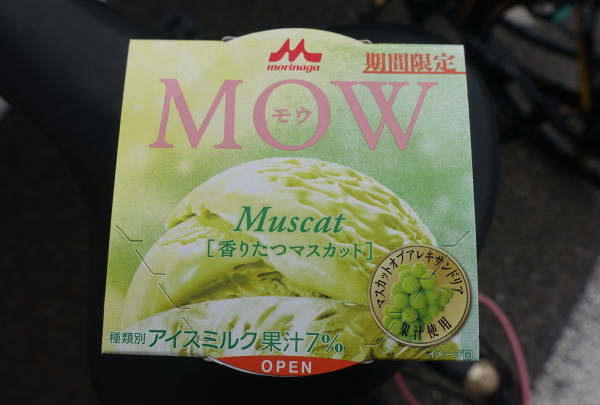 morinaga
期間限定
MOW
モウ
Muscat
[香りたつマスカット]
マスカットオブアレキサンドリア
果汁使用
種類別 アイスミルク 果汁7%
イメージ図
OPEN